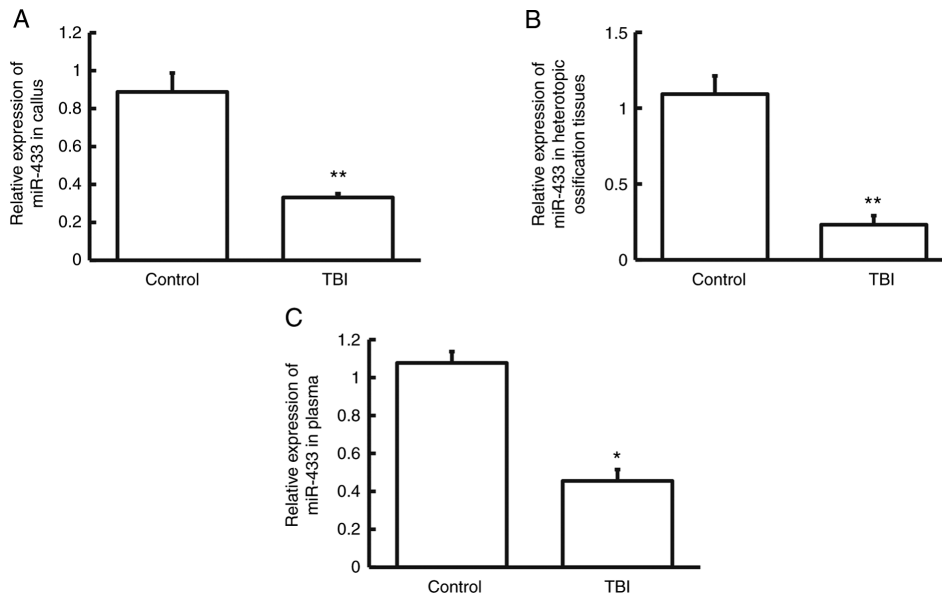 A
Relative expression of
miR-433 in callus
1.2
1
0.8
0.6
0.4
0.2
0
**
Control
TBI
B
Relative expression of
miR-433 in heterotopic
ossification tissues
1.5
1
0.5
0
**
Control
TBI
C
Relative expression of
miR-433 in plasma
1.2
1
0.8
0.6
0.4
0.2
0
*
Control
TBI